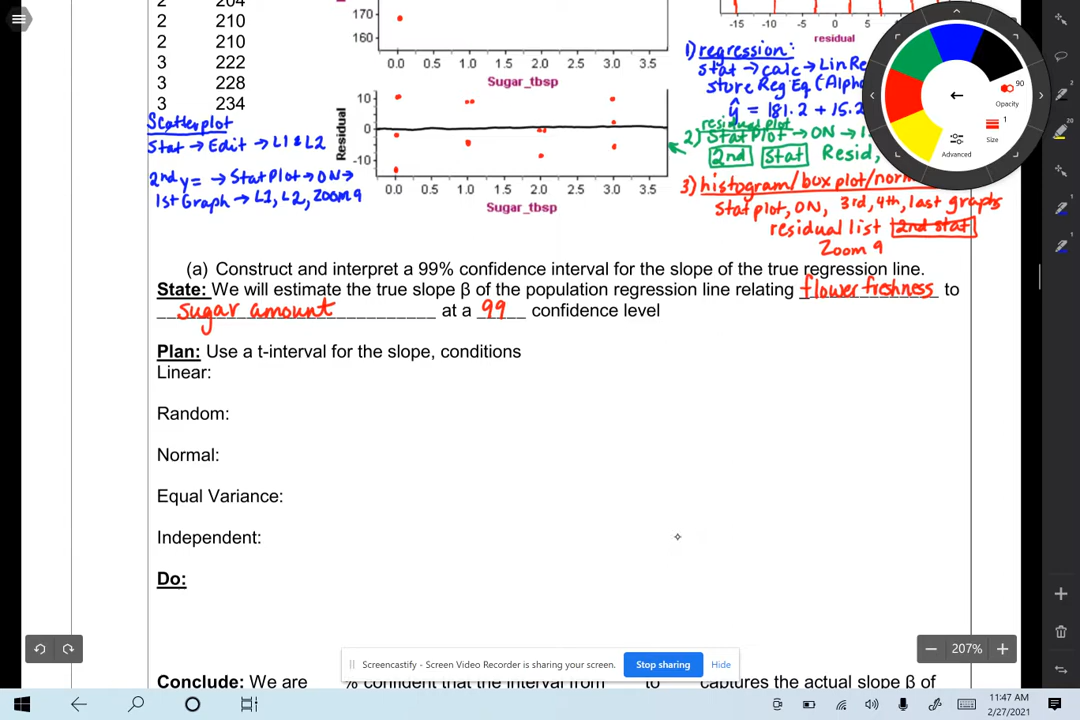 2 204
2 210
2 210
3 222
3 228
3 234
170
160
0.0 0.5 1.0 1.5 2.0 2.5 3.0 3.5
Sugar_tbsp
Residual
10
0
-10
0.0 0.5 1.0 1.5 2.0 2.5 3.0 3.5
Sugar_tbsp
-15 -10 -5 0 5
residual
Scatterplot
Stat → Edit → L1 & L2
2nd y= → StatPlot → ON →
1st Graph → L1, L2, Zoom 9
1) regression:
Stat → calc → LinRe
store Reg Eq (Alpha
ŷ = 181.2 + 15.2
residual plot
2) Stat Plot → ON →
2nd Stat Resid,
3) histogram/box plot/nor
Stat plot, ON, 3rd, 4th, last graphs
residual list 2nd stat
Zoom 9
90
Opacity
1
Size
Advanced
(a) Construct and interpret a 99% confidence interval for the slope of the true regression line.
State: We will estimate the true slope β of the population regression line relating flower freshness to
sugar amount at a 99 confidence level
Plan: Use a t-interval for the slope, conditions
Linear:
Random:
Normal:
Equal Variance:
Independent:
Do:
Conclude: We are % confident that the interval from to captures the actual slope β of
Screencastify - Screen Video Recorder is sharing your screen. Stop sharing Hide
207%
11:47 AM
2/27/2021